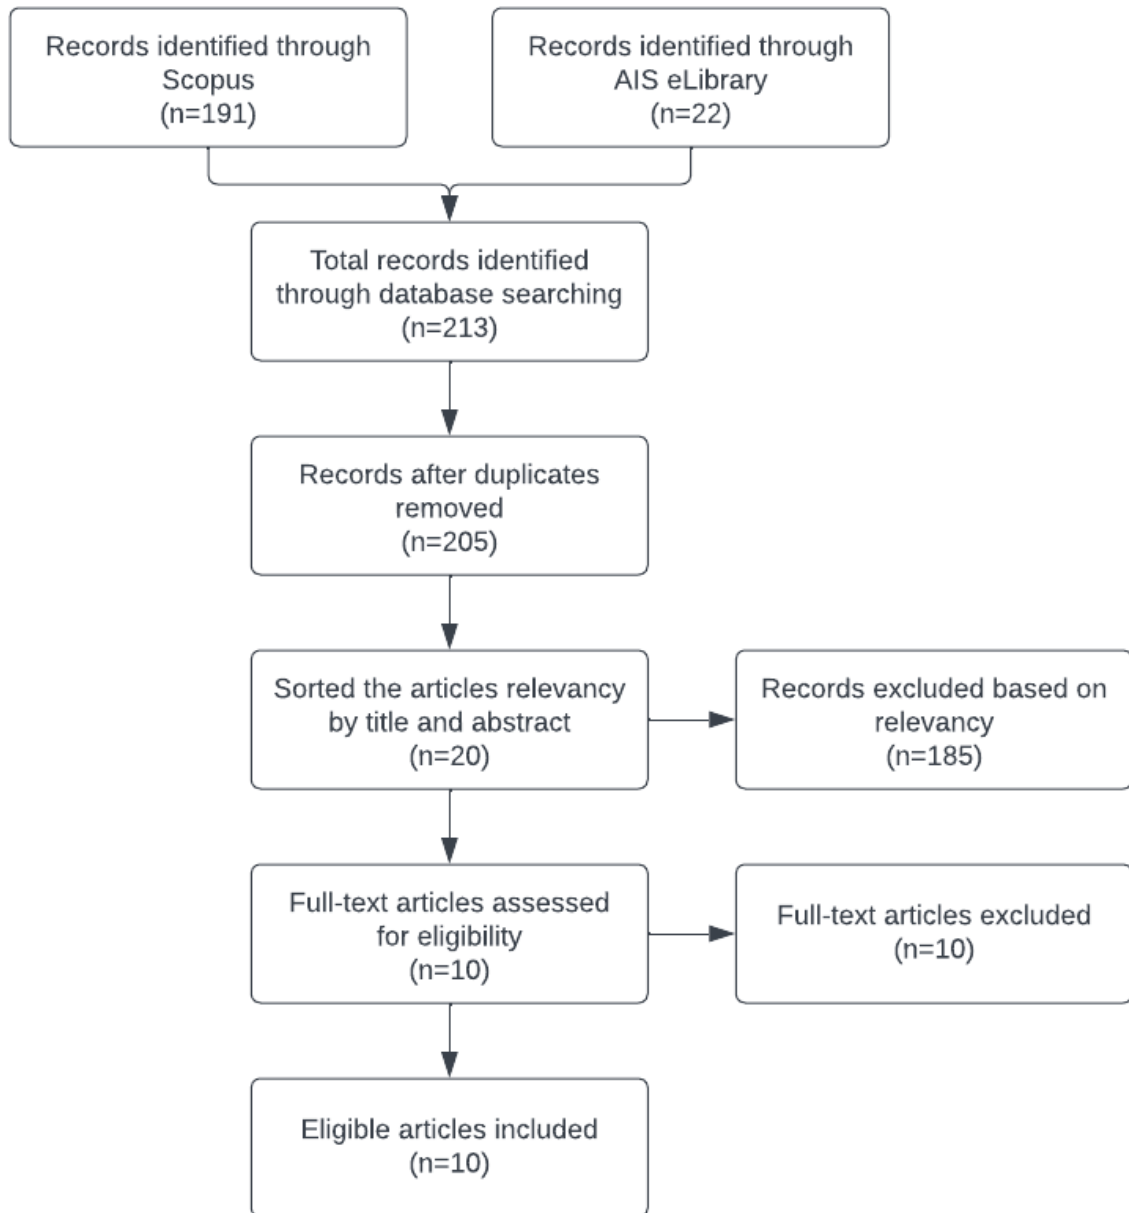 Records identified through
Scopus
(n=191)
Records identified through
AIS eLibrary
(n=22)
Total records identified
through database searching
(n=213)
Records after duplicates
removed
(n=205)
Sorted the articles relevancy
by title and abstract
(n=20)
Records excluded based on
relevancy
(n=185)
Full-text articles assessed
for eligibility
(n=10)
Full-text articles excluded
(n=10)
Eligible articles included
(n=10)